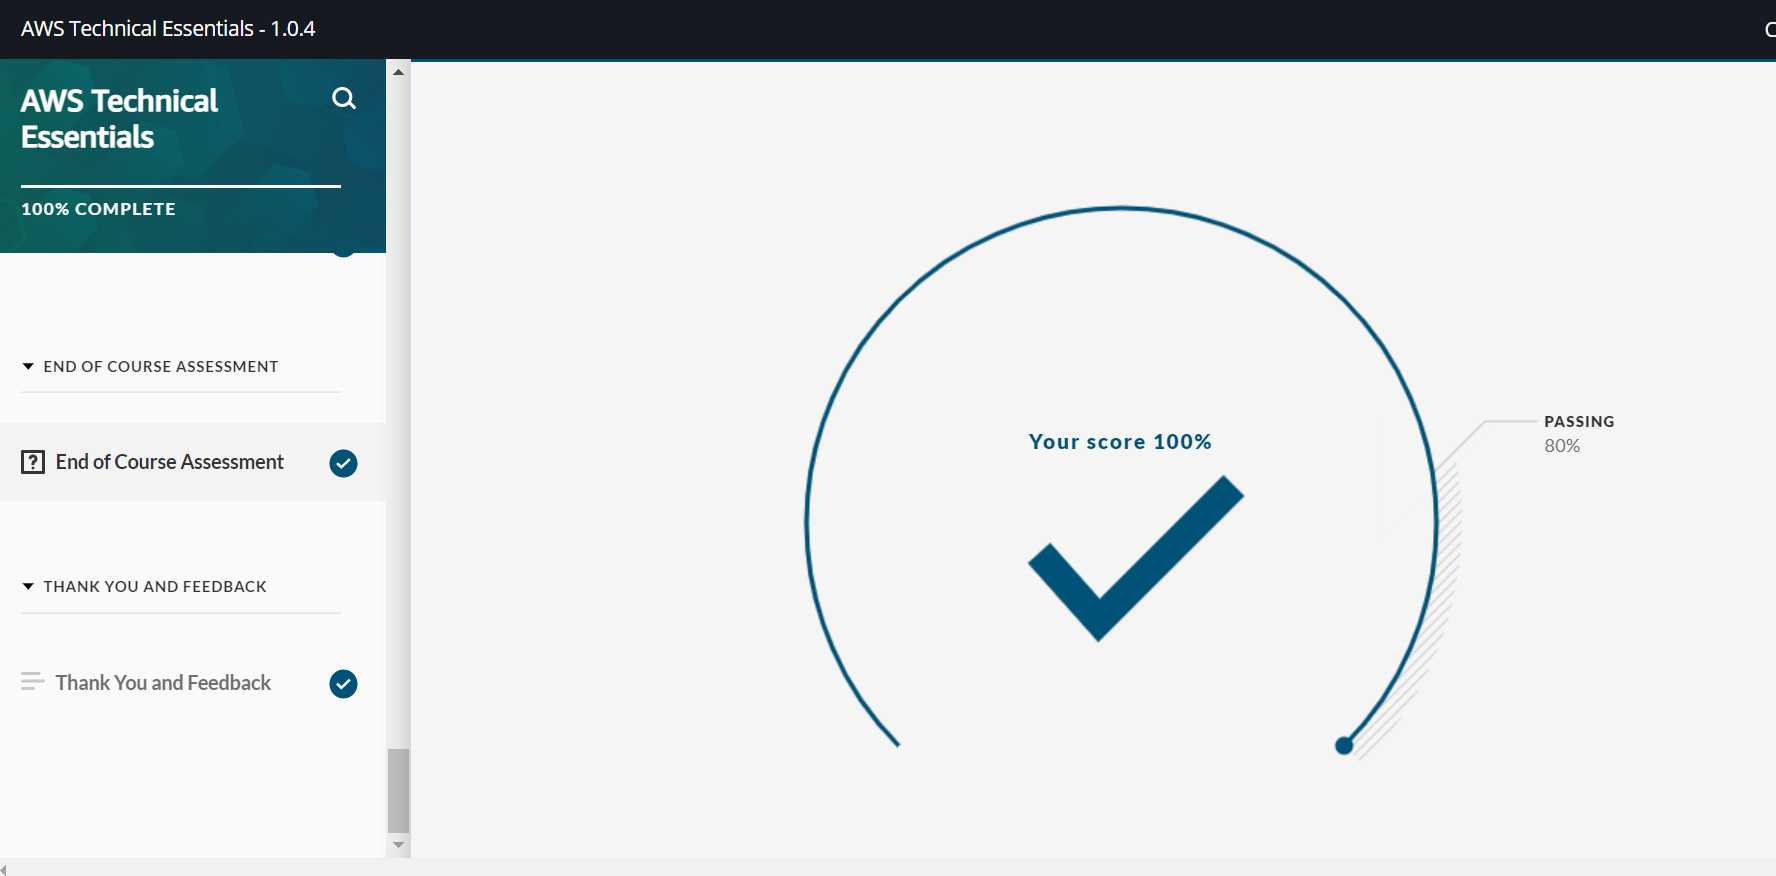 AWS Technical Essentials - 1.0.4
AWS Technical
Essentials
100% COMPLETE
END OF COURSE ASSESSMENT
End of Course Assessment
THANK YOU AND FEEDBACK
Thank You and Feedback
Your score 100%
PASSING
80%